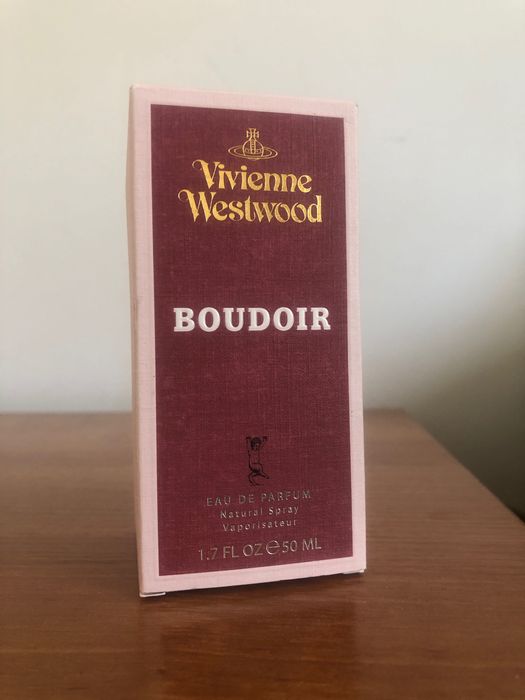 Vivienne
Westwood
BOUDOIR
EAU DE PARFUM
Natural Spray
Vaporisateur
1.7 FL OZ ℮ 50 ML